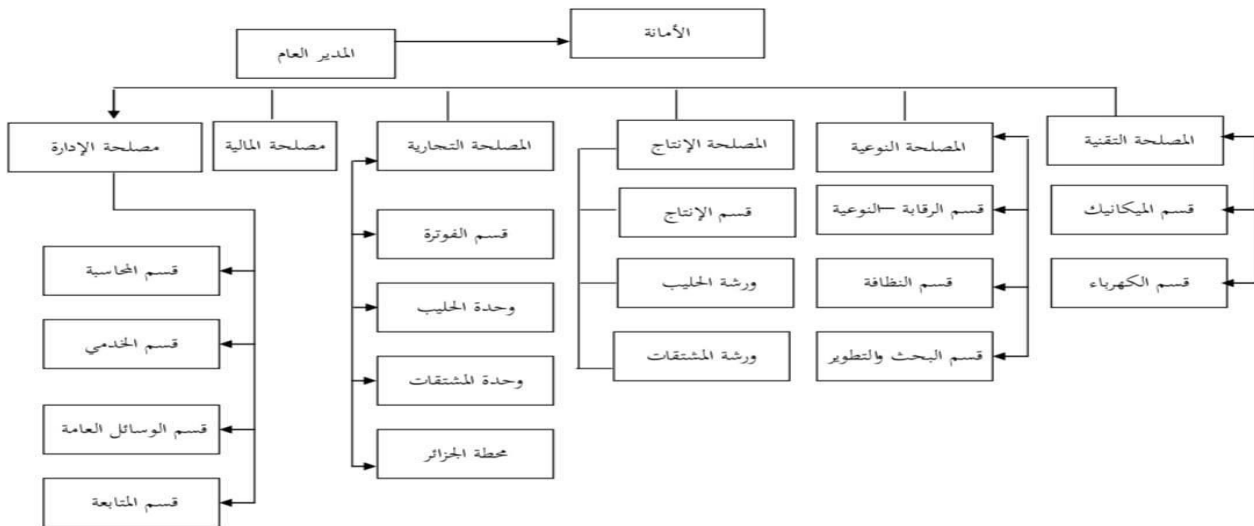 الأمانة
المدير العام
المصلحة التقنية
المصلحة النوعية
المصلحة الإنتاج
المصلحة التجارية
مصلحة المالية
مصلحة الإدارة
قسم الميكانيك
قسم الكهرباء
قسم الرقابة –النوعية
قسم النظافة
قسم البحث والتطوير
قسم الإنتاج
ورشة الحليب
ورشة المشتقات
قسم الفوترة
وحدة الحليب
وحدة المشتقات
محطة الجزائر
قسم المحاسبة
قسم الخدمي
قسم الوسائل العامة
قسم المتابعة